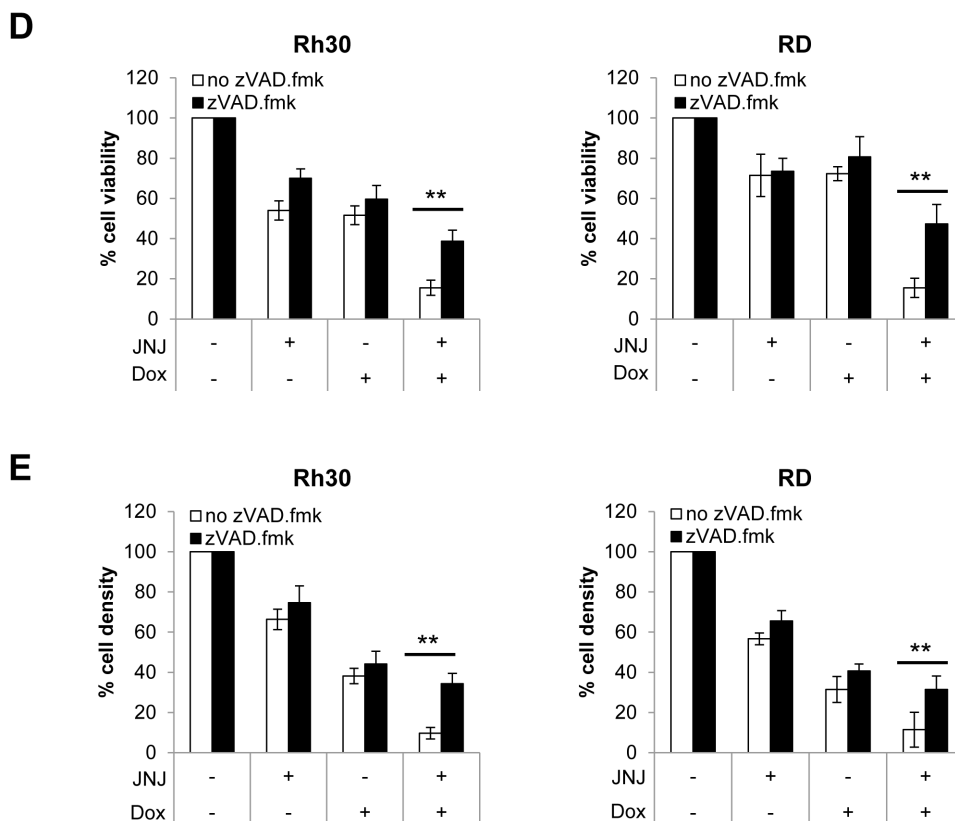 D
Rh30
no zVAD.fmk
zVAD.fmk
% cell viability
120
100
80
60
40
20
0
**
JNJ - + - +
Dox - - + +
RD
no zVAD.fmk
zVAD.fmk
% cell viability
120
100
80
60
40
20
0
**
JNJ - + - +
Dox - - + +
E
Rh30
no zVAD.fmk
zVAD.fmk
% cell density
120
100
80
60
40
20
0
**
JNJ - + - +
Dox - - + +
RD
no zVAD.fmk
zVAD.fmk
% cell density
120
100
80
60
40
20
0
**
JNJ - + - +
Dox - - + +